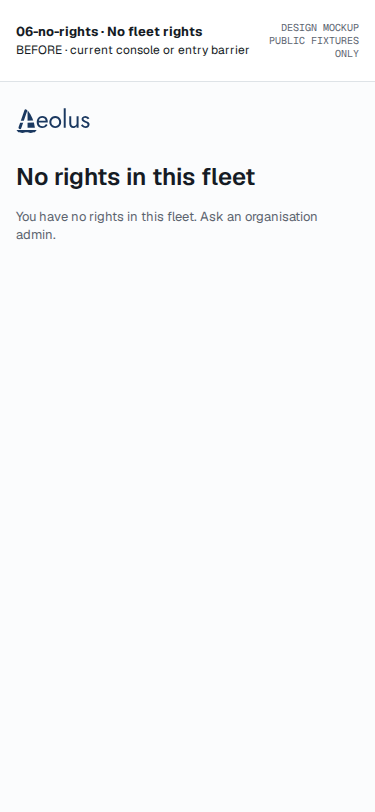 06-no-rights · No fleet rights
BEFORE · current console or entry barrier
DESIGN MOCKUP
PUBLIC FIXTURES
ONLY
Aeolus
No rights in this fleet
You have no rights in this fleet. Ask an organisation
admin.